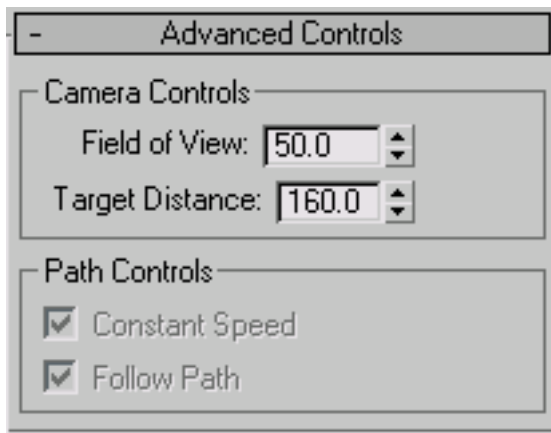 - Advanced Controls
Camera Controls
Field of View: 50.0
Target Distance: 160.0
Path Controls
Constant Speed
Follow Path